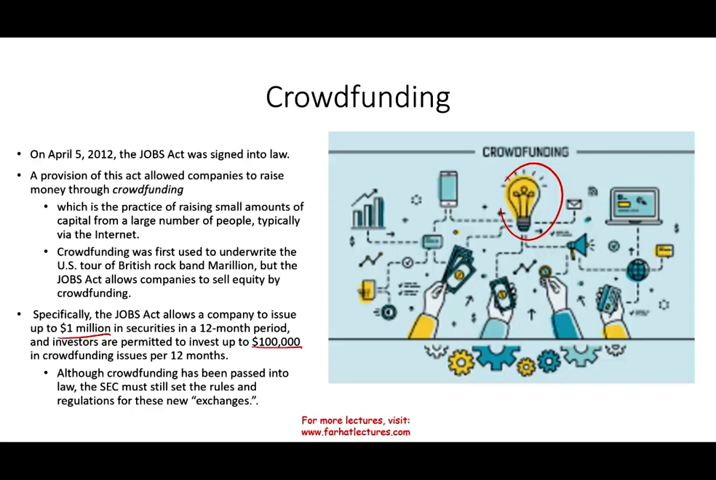 Crowdfunding
• On April 5, 2012, the JOBS Act was signed into law.
• A provision of this act allowed companies to raise
money through crowdfunding
• which is the practice of raising small amounts of
capital from a large number of people, typically
via the Internet.
• Crowdfunding was first used to underwrite the
U.S. tour of British rock band Marillion, but the
JOBS Act allows companies to sell equity by
crowdfunding.
• Specifically, the JOBS Act allows a company to issue
up to $1 million in securities in a 12-month period,
and investors are permitted to invest up to $100,000
in crowdfunding issues per 12 months.
• Although crowdfunding has been passed into
law, the SEC must still set the rules and
regulations for these new “exchanges.”.
CROWDFUNDING
For more lectures, visit:
www.farhatlectures.com